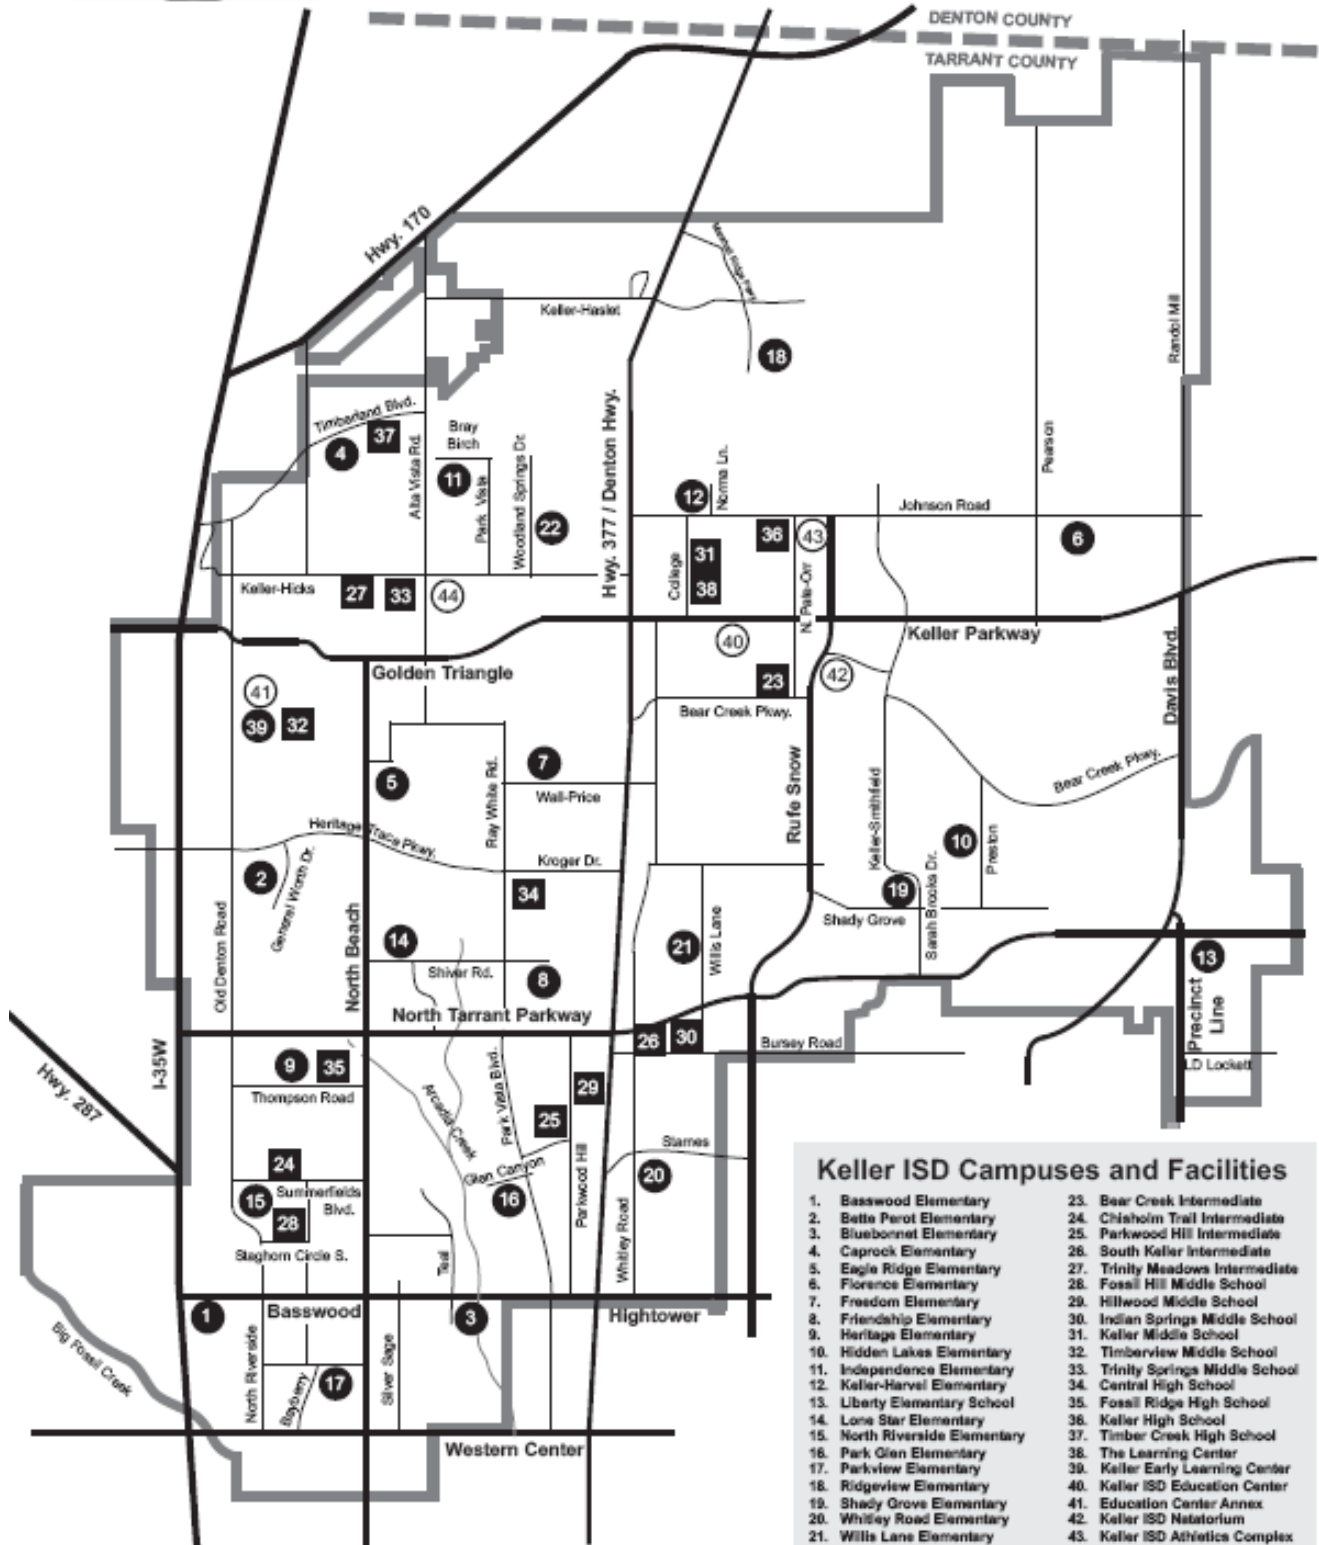 DENTON COUNTY
TARRANT COUNTY
Hwy. 170
Keller-Haslet
Randol Mill
18
Timberland Blvd.
37
4
Alta Vista Rd.
Bray
Birch
11
Park Vista
Woodland Springs Dr.
22
Hwy. 377 / Denton Hwy.
Norma Ln.
12
Pearson
Johnson Road
36
43
6
31
38
College
N. Pate-Orr
Keller-Hicks
27
33
44
Keller Parkway
40
Golden Triangle
23
42
41
39
32
Bear Creek Pkwy.
Davis Blvd.
5
7
Wall-Price
Ray White Rd.
Rufe Snow
Keller-Smithfield
Bear Creek Pkwy.
Heritage Trace Pkwy.
Kroger Dr.
10
Preston
2
General Worth Dr.
34
19
Shady Grove
Sarah Brooks Dr.
Old Denton Road
North Beach
14
Shiver Rd.
8
21
Willis Lane
13
North Tarrant Parkway
26
30
Bursey Road
Precinct
Line
LD Lockett
I-35W
Hwy. 287
9
35
Thompson Road
Arcadia Creek
Park Vista Blvd.
29
25
Parkwood Hill
Starnes
24
Glen Canyon
20
15
Summerfields
Blvd.
28
16
Whitley Road
Staghorn Circle S.
Teal
1
Basswood
3
Hightower
Big Fossil Creek
North Riverside
Bayberry
17
Silver Sage
Western Center
Keller ISD Campuses and Facilities
1. Basswood Elementary
2. Bette Perot Elementary
3. Bluebonnet Elementary
4. Caprock Elementary
5. Eagle Ridge Elementary
6. Florence Elementary
7. Freedom Elementary
8. Friendship Elementary
9. Heritage Elementary
10. Hidden Lakes Elementary
11. Independence Elementary
12. Keller-Harvel Elementary
13. Liberty Elementary School
14. Lone Star Elementary
15. North Riverside Elementary
16. Park Glen Elementary
17. Parkview Elementary
18. Ridgeview Elementary
19. Shady Grove Elementary
20. Whitley Road Elementary
21. Willis Lane Elementary
23. Bear Creek Intermediate
24. Chisholm Trail Intermediate
25. Parkwood Hill Intermediate
26. South Keller Intermediate
27. Trinity Meadows Intermediate
28. Fossil Hill Middle School
29. Hillwood Middle School
30. Indian Springs Middle School
31. Keller Middle School
32. Timberview Middle School
33. Trinity Springs Middle School
34. Central High School
35. Fossil Ridge High School
36. Keller High School
37. Timber Creek High School
38. The Learning Center
39. Keller Early Learning Center
40. Keller ISD Education Center
41. Education Center Annex
42. Keller ISD Natatorium
43. Keller ISD Athletics Complex